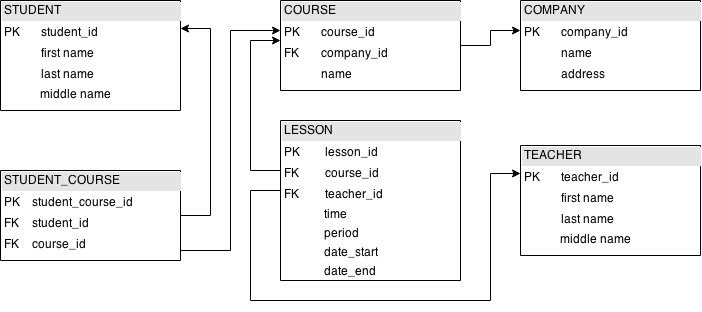 STUDENT
PK student_id
first name
last name
middle name
COURSE
PK course_id
FK company_id
name
COMPANY
PK company_id
name
address
STUDENT_COURSE
PK student_course_id
FK student_id
FK course_id
LESSON
PK lesson_id
FK course_id
FK teacher_id
time
period
date_start
date_end
TEACHER
PK teacher_id
first name
last name
middle name